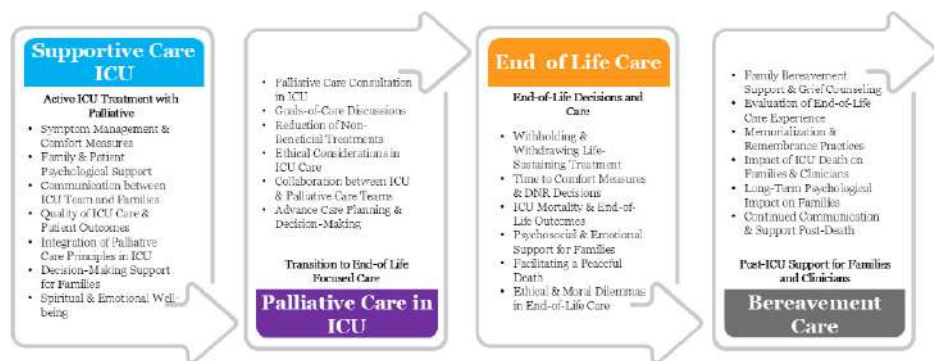 Supportive Care
ICU
Active ICU Treatment with
Palliative
• Symptom Management &
Comfort Measures
• Family & Patient
Psychological Support
• Communication between
ICU Team and Families
• Quality of ICU Care &
Patient Outcomes
• Integration of Palliative
Care Principles in ICU
• Decision-Making Support
for Families
• Spiritual & Emotional Well-
being
• Palliative Care Consultation
in ICU
• Goals-of-Care Discussions
• Reduction of Non-
Beneficial Treatments
• Ethical Considerations in
ICU Care
• Collaboration between ICU
& Palliative Care Teams
• Advance Care Planning &
Decision-Making
Transition to End-of Life
Focused Care
Palliative Care in
ICU
End of Life Care
End-of-Life Decisions and
Care
• Withholding &
Withdrawing Life-
Sustaining Treatment
• Time to Comfort Measures
& DNR Decisions
• ICU Mortality & End-of-
Life Outcomes
• Psychosocial & Emotional
Support for Families
• Facilitating a Peaceful
Death
• Ethical & Moral Dilemmas
in End-of-Life Care
• Family Bereavement
Support & Grief Counseling
• Evaluation of End-of-Life
Care Experience
• Memorialization &
Remembrance Practices
• Impact of ICU Death on
Families & Clinicians
• Long-Term Psychological
Impact on Families
• Continued Communication
& Support Post-Death
Post-ICU Support for Families
and Clinicians
Bereavement
Care